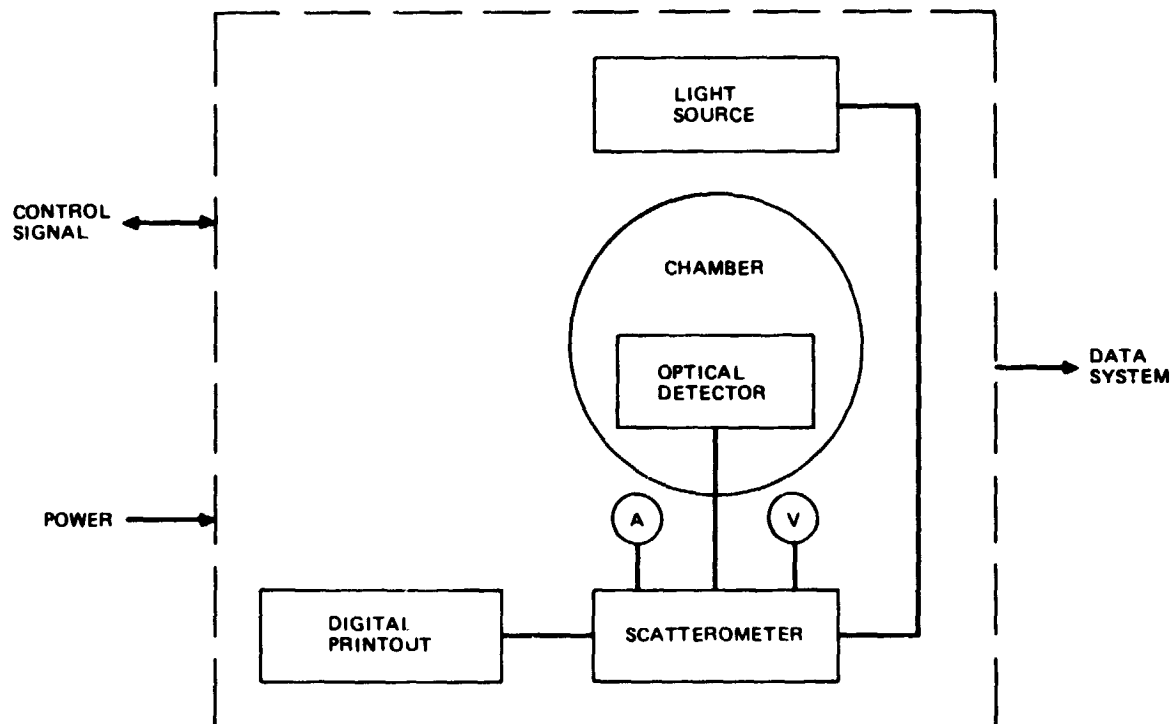 LIGHT
SOURCE
CONTROL
SIGNAL
CHAMBER
OPTICAL
DETECTOR
DATA
SYSTEM
POWER
A
V
DIGITAL
PRINTOUT
SCATTEROMETER